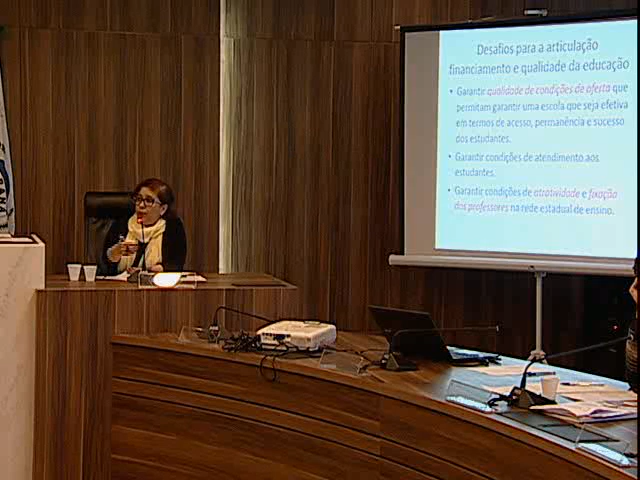 Desafios para a articulação
financiamento e qualidade da educação
• Garantir qualidade de condições de oferta que
permitam garantir uma escola que seja efetiva
em termos de acesso, permanência e sucesso
dos estudantes.
• Garantir condições de atendimento aos
estudantes.
• Garantir condições de atratividade e fixação
dos professores na rede estadual de ensino.